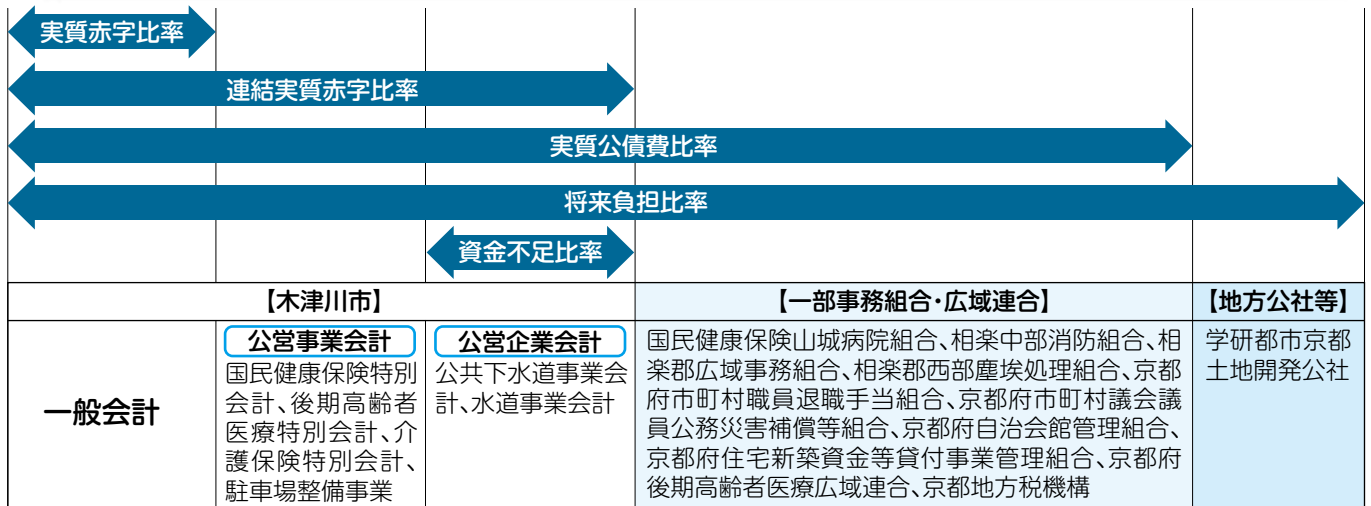 実質赤字比率
連結実質赤字比率
実質公債費比率
将来負担比率
資金不足比率
【木津川市】
【一部事務組合・広域連合】
【地方公社等】
一般会計
公営事業会計
国民健康保険特別
会計、後期高齢者
医療特別会計、介
護保険特別会計、
駐車場整備事業
公営企業会計
公共下水道事業会
計、水道事業会計
国民健康保険山城病院組合、相楽中部消防組合、相
楽郡広域事務組合、相楽郡西部塵埃処理組合、京都
府市町村職員退職手当組合、京都府市町村議会議
員公務災害補償等組合、京都府自治会館管理組合、
京都府住宅新築資金等貸付事業管理組合、京都府
後期高齢者医療広域連合、京都地方税機構
学研都市京都
土地開発公社